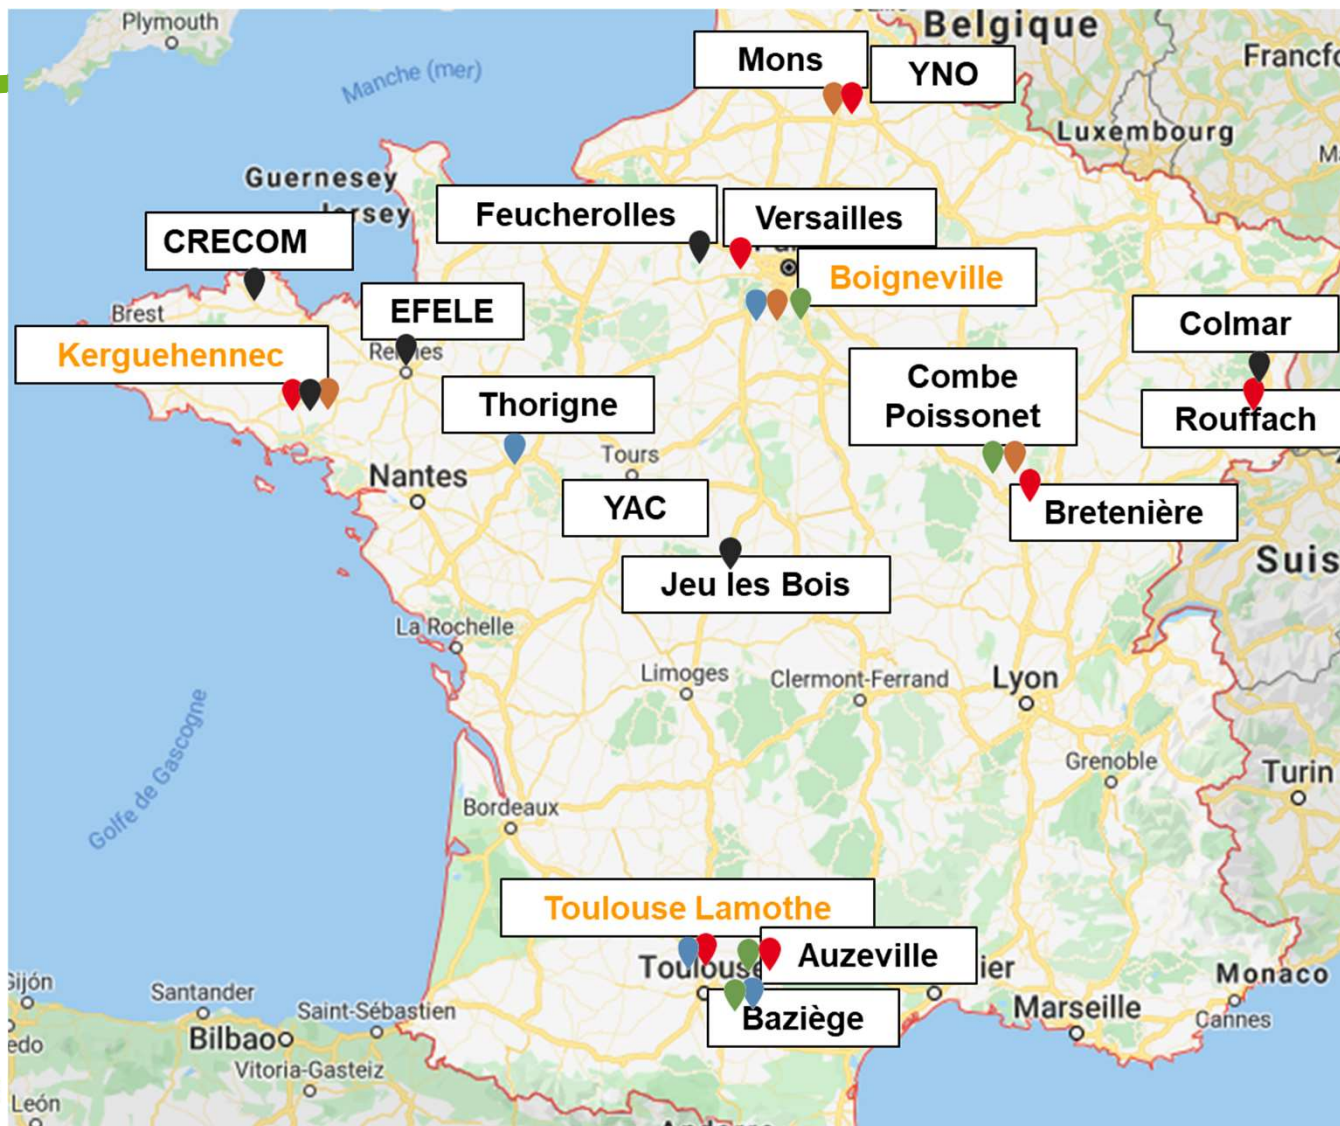 Plymouth
Belgique
Mons
YNO
Francfo
Manche (mer)
Luxembourg
Guernesey
Jersey
Feucherolles
Versailles
CRECOM
Boigneville
Brest
EFELE
Colmar
Kerguehennec
Rennes
Combe
Poissonet
Thorigne
Rouffach
Tours
Nantes
YAC
Bretenière
Suis
Jeu les Bois
La Rochelle
Limoges
Clermont-Ferrand
Lyon
Golfe de Gascogne
Grenoble
Turin
Bordeaux
Toulouse Lamothe
Auzeville
Toulouse
ier
Gijón
Monaco
Santander
Saint-Sébastien
Marseille
Cannes
Baziège
Bilbao
edo
Vitoria-Gasteiz
León